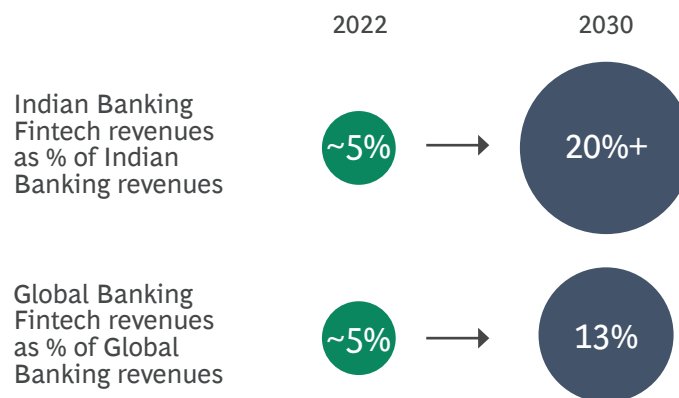 2022 2030
Indian Banking
Fintech revenues
as % of Indian
Banking revenues
~5%
20%+
Global Banking
Fintech revenues
as % of Global
Banking revenues
~5%
13%